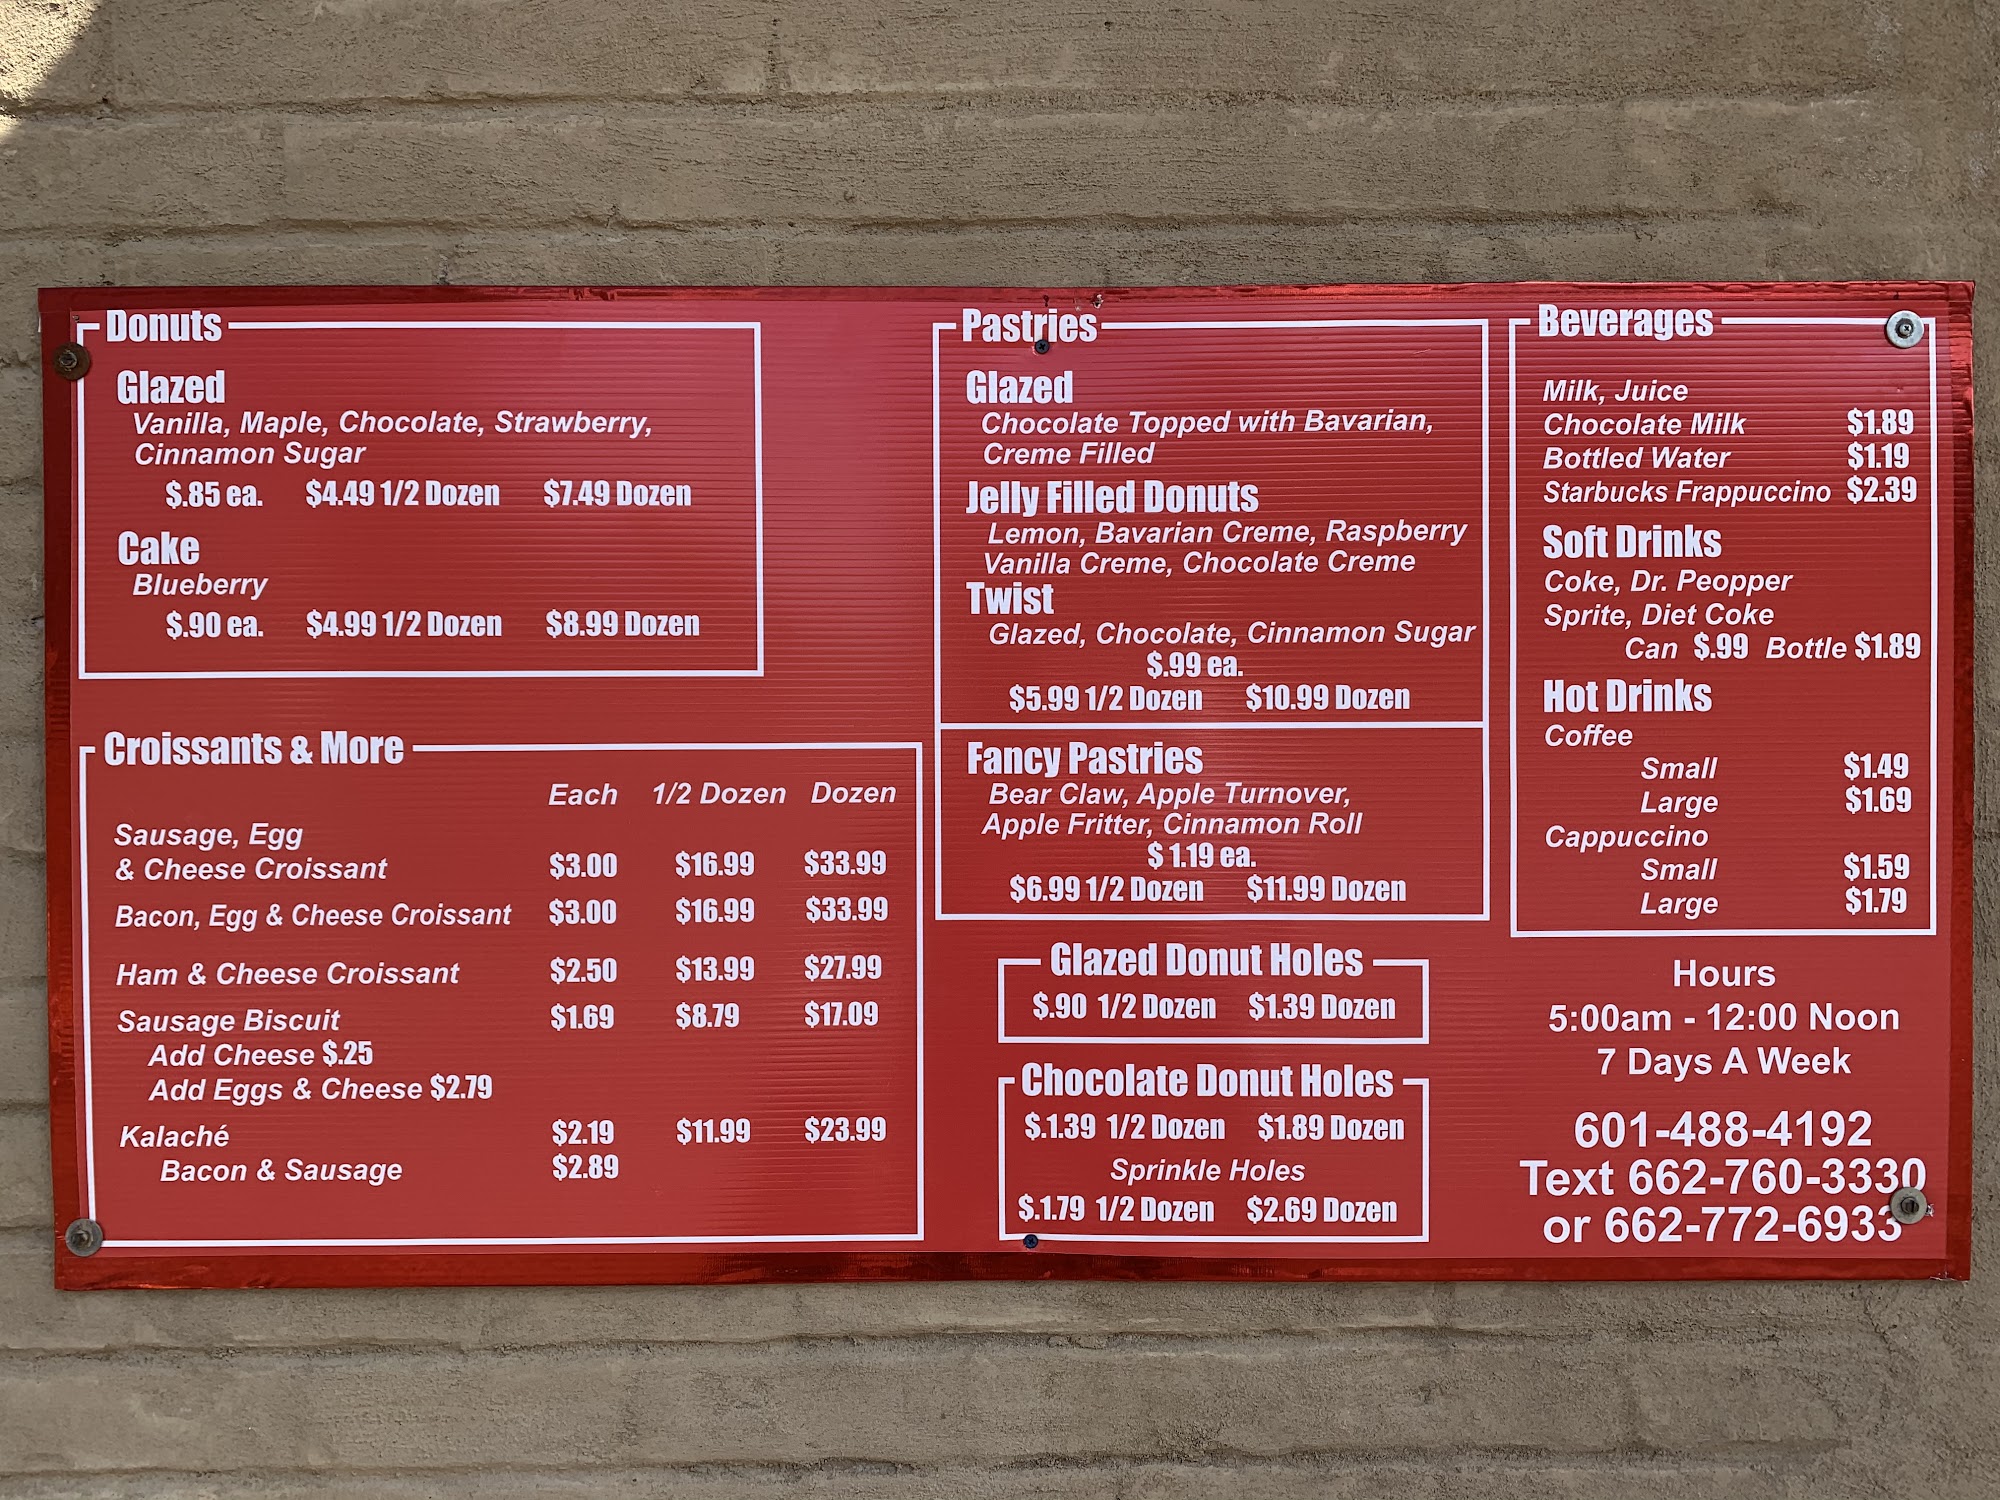 Donuts
Glazed
Vanilla, Maple, Chocolate, Strawberry,
Cinnamon Sugar
$.85 ea. $4.49 1/2 Dozen $7.49 Dozen
Cake
Blueberry
$.90 ea. $4.99 1/2 Dozen $8.99 Dozen
Croissants & More
Each 1/2 Dozen Dozen
Sausage, Egg
& Cheese Croissant $3.00 $16.99 $33.99
Bacon, Egg & Cheese Croissant $3.00 $16.99 $33.99
Ham & Cheese Croissant $2.50 $13.99 $27.99
Sausage Biscuit $1.69 $8.79 $17.09
Add Cheese $.25
Add Eggs & Cheese $2.79
Kalaché $2.19 $11.99 $23.99
Bacon & Sausage $2.89
Pastries
Glazed
Chocolate Topped with Bavarian,
Creme Filled
Jelly Filled Donuts
Lemon, Bavarian Creme, Raspberry
Vanilla Creme, Chocolate Creme
Twist
Glazed, Chocolate, Cinnamon Sugar
$.99 ea.
$5.99 1/2 Dozen $10.99 Dozen
Fancy Pastries
Bear Claw, Apple Turnover,
Apple Fritter, Cinnamon Roll
$ 1.19 ea.
$6.99 1/2 Dozen $11.99 Dozen
Glazed Donut Holes
$.90 1/2 Dozen $1.39 Dozen
Chocolate Donut Holes
$.1.39 1/2 Dozen $1.89 Dozen
Sprinkle Holes
$.1.79 1/2 Dozen $2.69 Dozen
Beverages
Milk, Juice
Chocolate Milk $1.89
Bottled Water $1.19
Starbucks Frappuccino $2.39
Soft Drinks
Coke, Dr. Peopper
Sprite, Diet Coke
Can $.99 Bottle $1.89
Hot Drinks
Coffee
Small $1.49
Large $1.69
Cappuccino
Small $1.59
Large $1.79
Hours
5:00am - 12:00 Noon
7 Days A Week
601-488-4192
Text 662-760-3330
or 662-772-6933